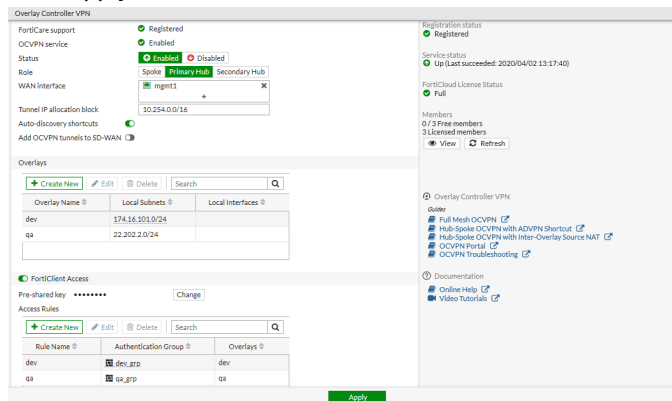 Overlay Controller VPN
FortiCare support Registered
OCVPN service Enabled
Status Enabled Disabled
Role Spoke Primary Hub Secondary Hub
WAN interface mgmt1
+
Tunnel IP allocation block 10.254.0.0/16
Auto-discovery shortcuts
Add OCVPN tunnels to SD-WAN
Overlays
+ Create New Edit Delete Search
Overlay Name Local Subnets Local Interfaces
dev 174.16.101.0/24
qa 22.202.2.0/24
FortiClient Access
Pre-shared key •••••••• Change
Access Rules
+ Create New Edit Delete Search
Rule Name Authentication Group Overlays
dev dev_grp dev
qa qa_grp qa
Registration status
Registered
Service status
Up (Last succeeded: 2020/04/02 13:17:40)
FortiCloud License Status
Full
Members
0 / 3 Free members
3 Licensed members
View Refresh
Overlay Controller VPN
Guides
Full Mesh OCVPN
Hub-Spoke OCVPN with ADVPN Shortcut
Hub-Spoke OCVPN with Inter-Overlay Source NAT
OCVPN Portal
OCVPN Troubleshooting
Documentation
Online Help
Video Tutorials
Apply